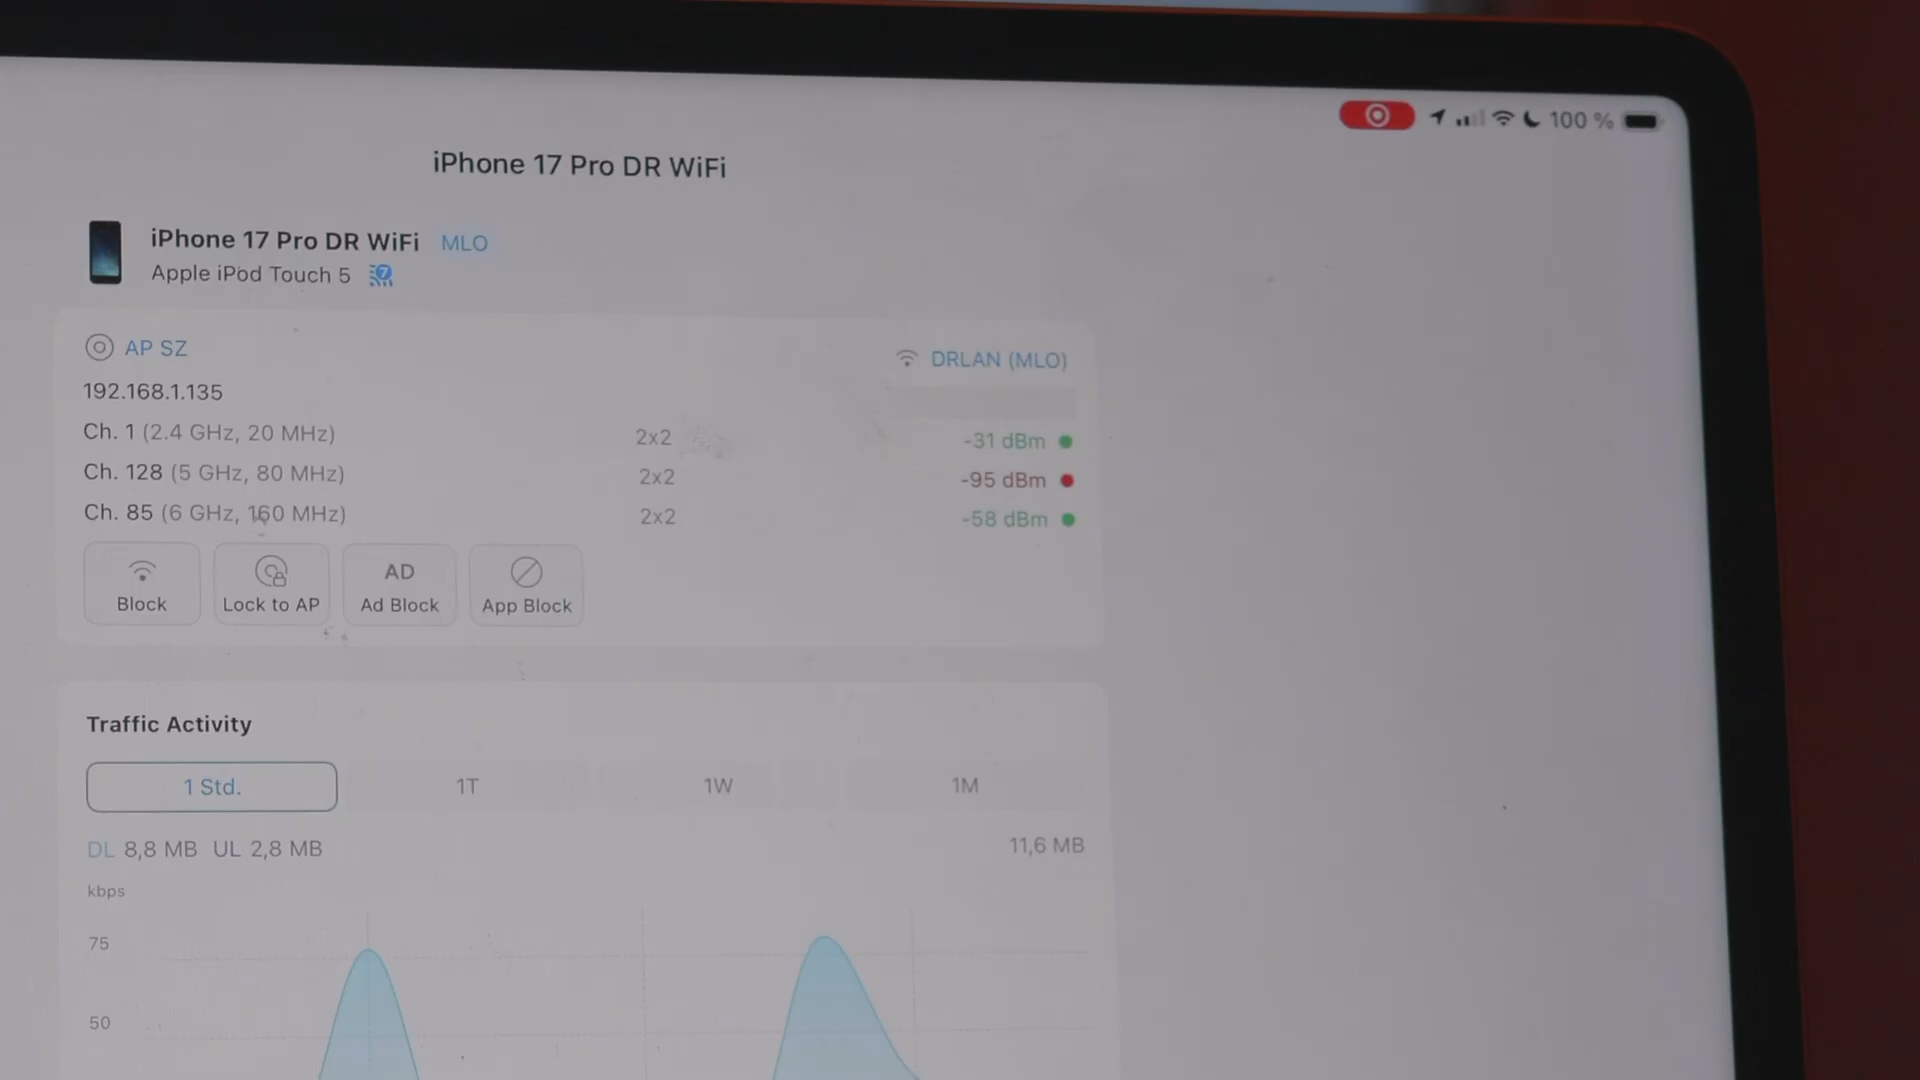 100 %
iPhone 17 Pro DR WiFi
iPhone 17 Pro DR WiFi MLO
Apple iPod Touch 5 7
AP SZ
DRLAN (MLO)
192.168.1.135
Ch. 1 (2.4 GHz, 20 MHz) 2x2 -31 dBm
Ch. 128 (5 GHz, 80 MHz) 2x2 -95 dBm
Ch. 85 (6 GHz, 160 MHz) 2x2 -58 dBm
AD
Block Lock to AP Ad Block App Block
Traffic Activity
1 Std. 1T 1W 1M
DL 8,8 MB UL 2,8 MB 11,6 MB
kbps
75
50